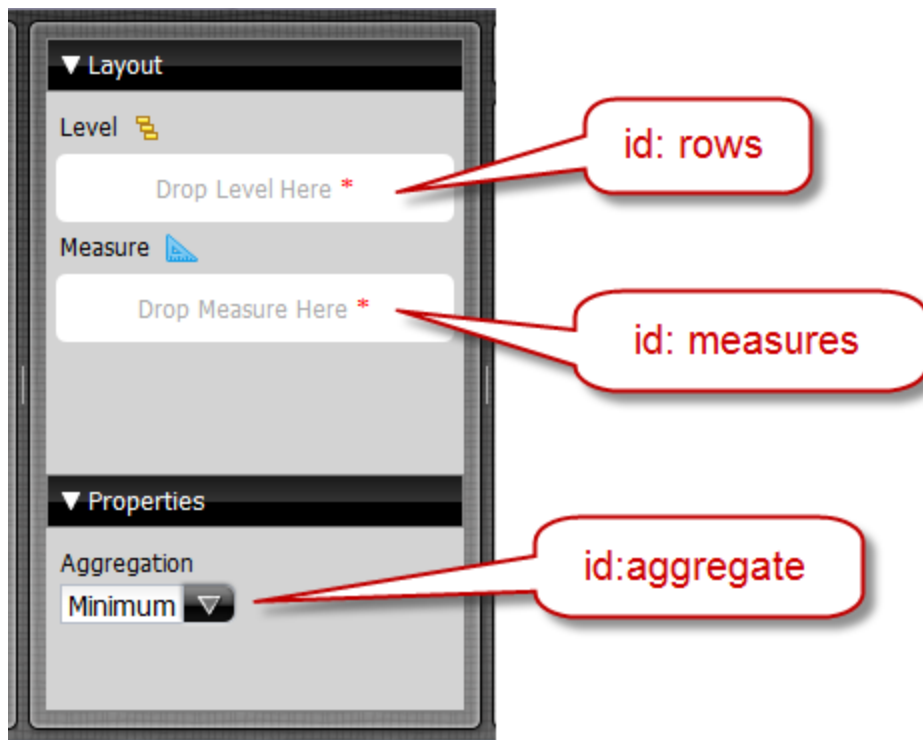 ▼ Layout
Level
Drop Level Here *
id: rows
Measure
Drop Measure Here *
id: measures
▼ Properties
Aggregation
Minimum
id:aggregate